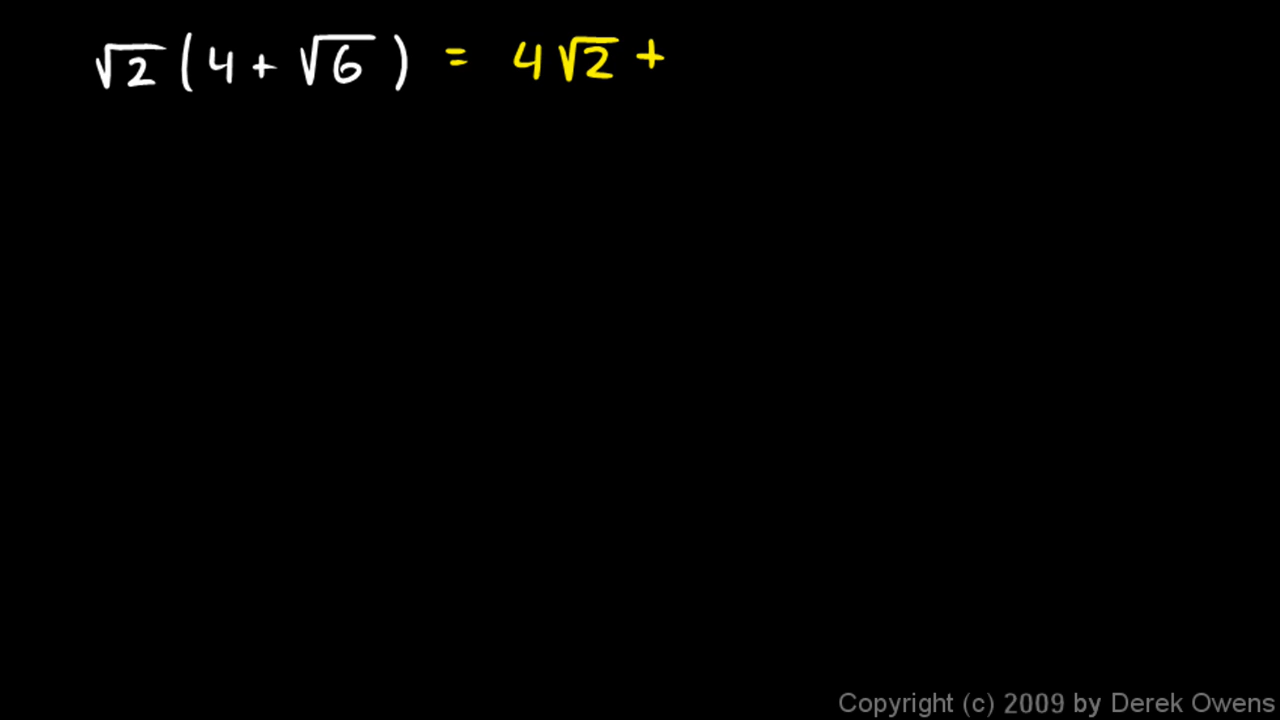 √2 (4 + √6) = 4√2 +
Copyright (c) 2009 by Derek Owens